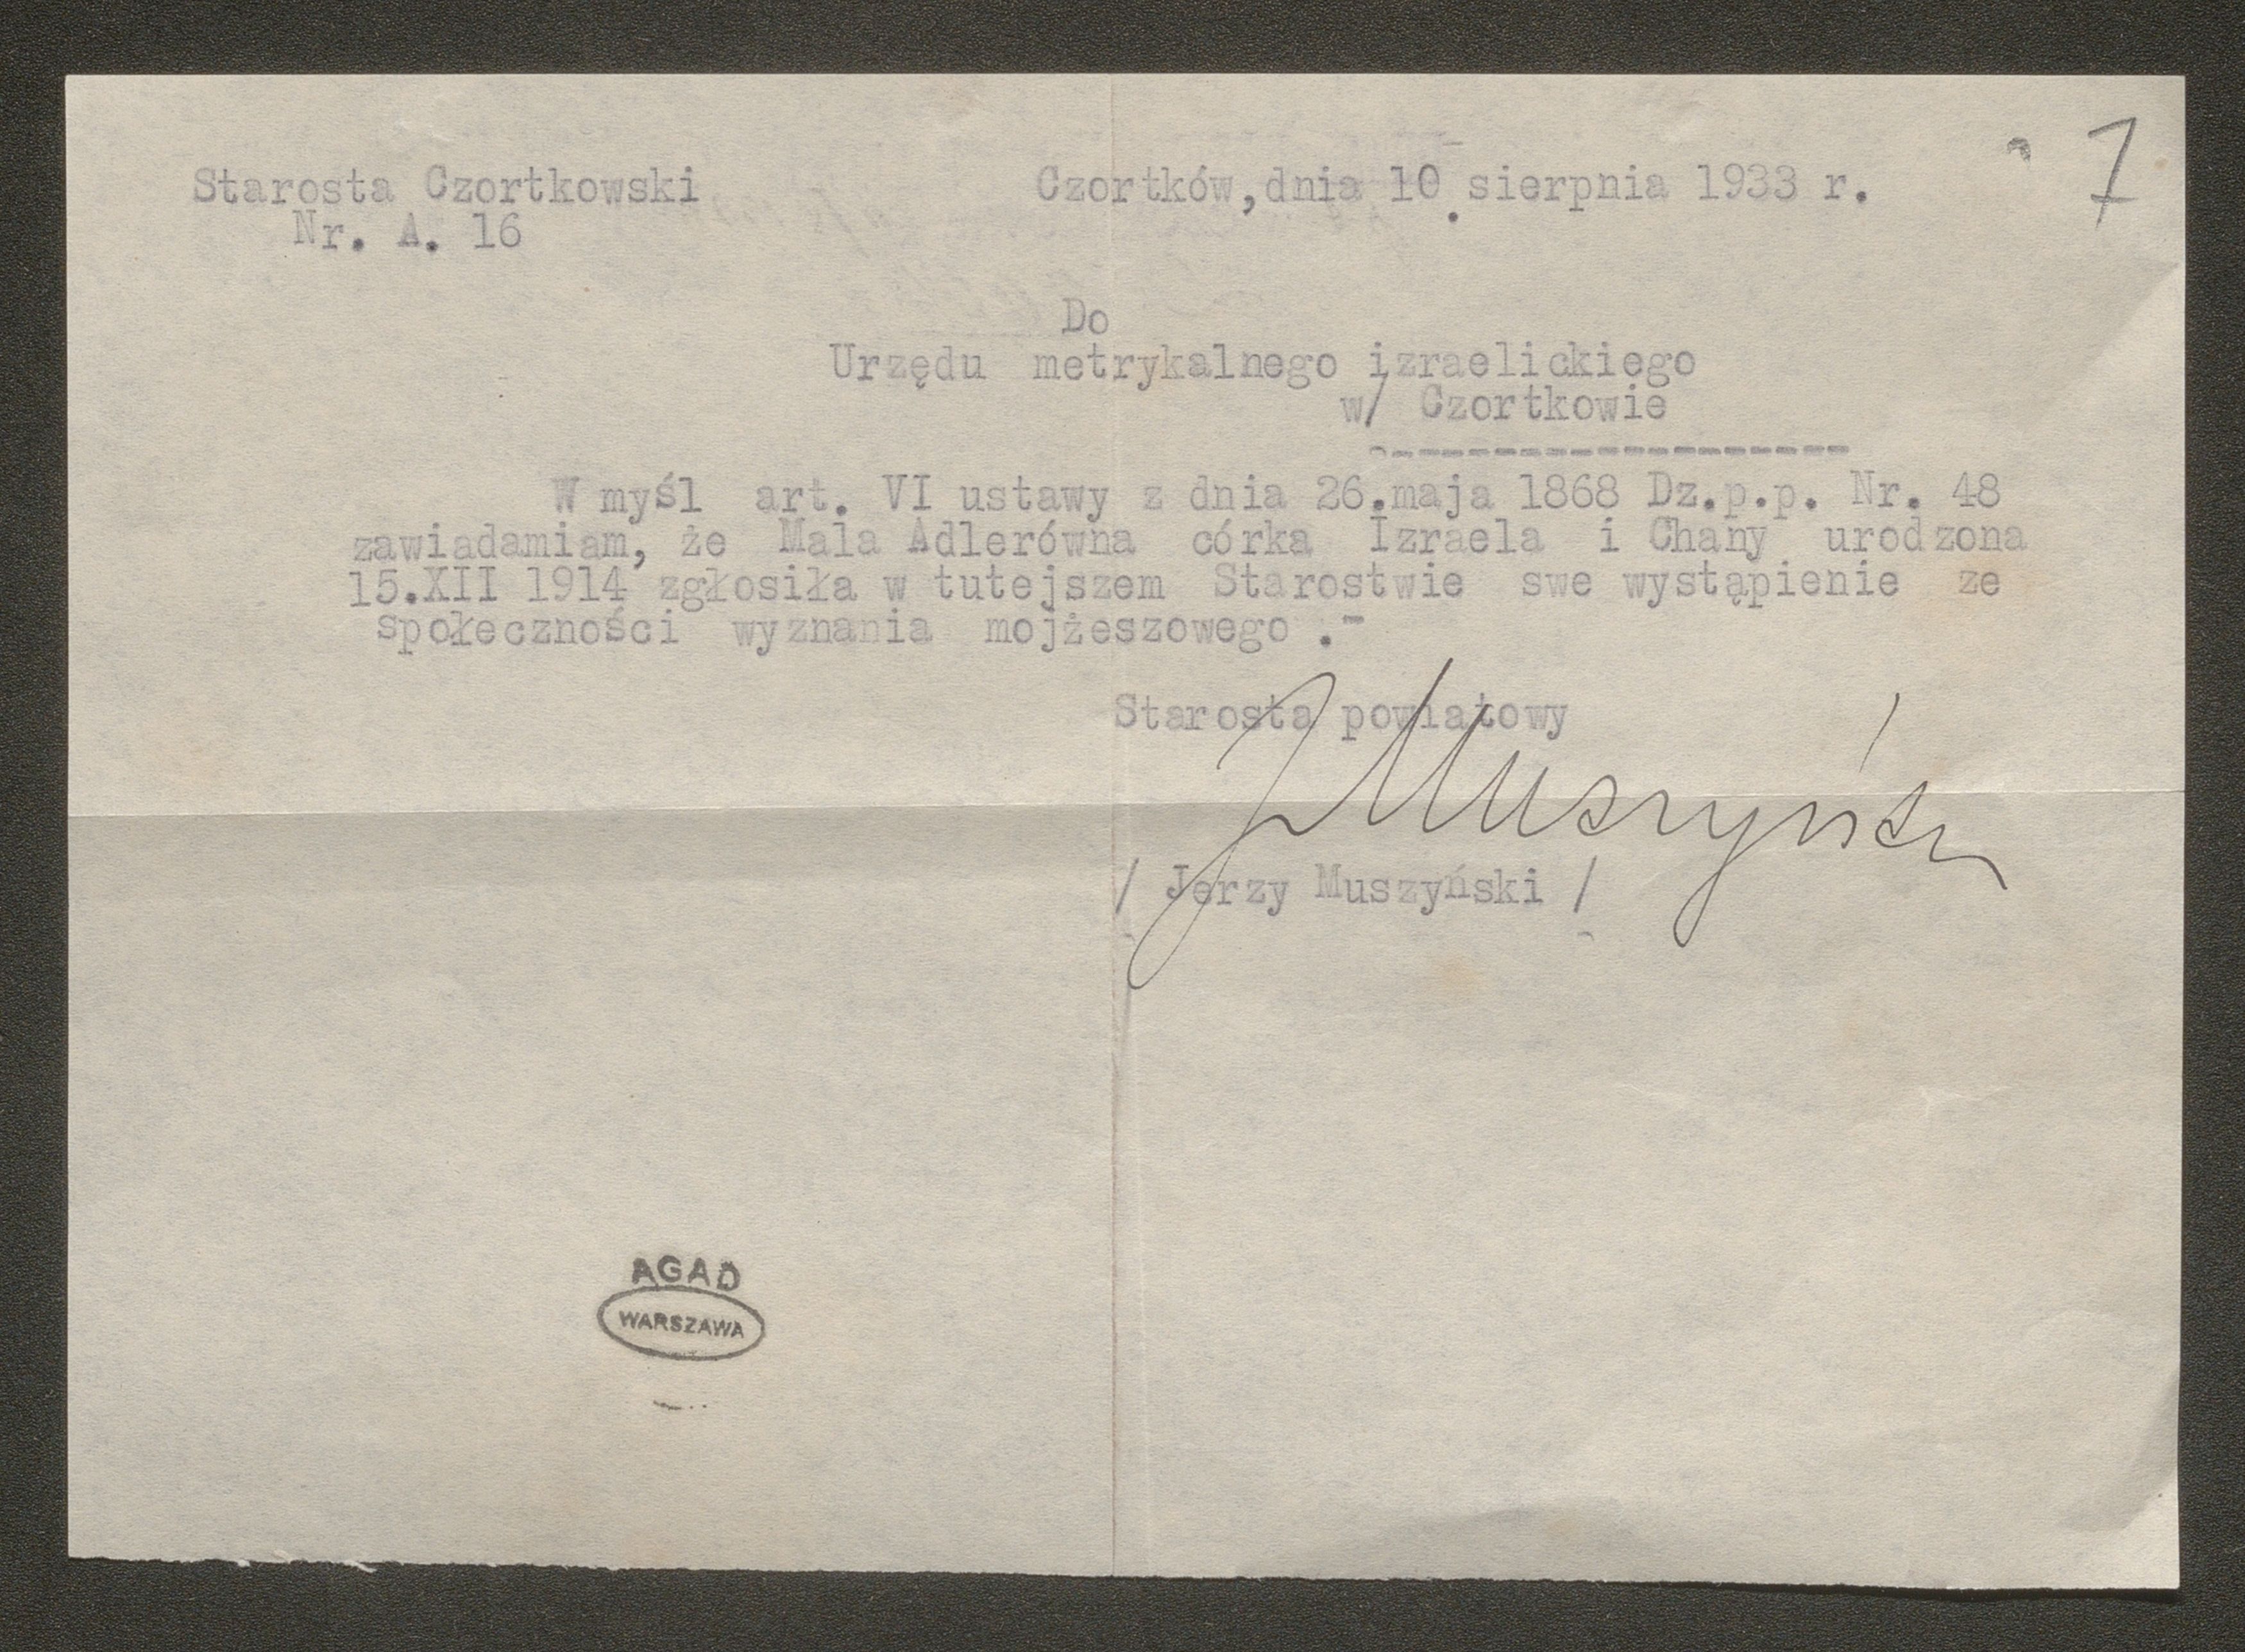 7
Starosta Czortkowski
Czortków, dnia 10 sierpnia 1933 r.
Nr. A. 16
Do
Urzędu metrykalnego izraelickiego
w/ Czortkowie
W myśl art. VI ustawy z dnia 26.maja 1868 Dz.p.p. Nr. 48
zawiadamiam, że Mala Adlerówna córka Izraela i Chany urodzona
15.XII 1914 zgłosiła w tutejszem Starostwie swe wystąpienie ze
społeczności wyznania mojżeszowego .-
Starosta powiatowy
JMuszyński
/ Jerzy Muszyński /
AGAD
WARSZAWA